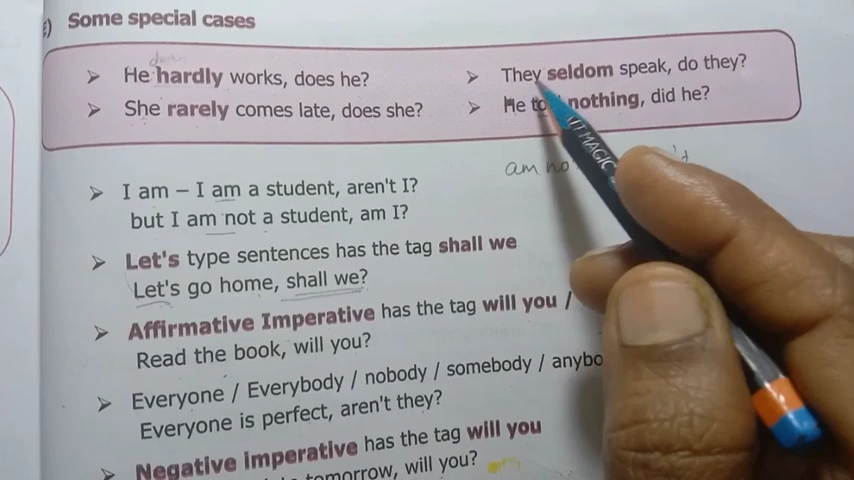 Some special cases
➤ He hardly works, does he?
➤ She rarely comes late, does she?
➤ They seldom speak, do they?
➤ He nothing, did he?
am no
➤ I am – I am a student, aren't I?
but I am not a student, am I?
➤ Let's type sentences has the tag shall we
Let's go home, shall we?
➤ Affirmative Imperative has the tag will you /
Read the book, will you?
➤ Everyone / Everybody / nobody / somebody / anybo
Everyone is perfect, aren't they?
➤ Negative imperative has the tag will you
tomorrow, will you?
MAGIC